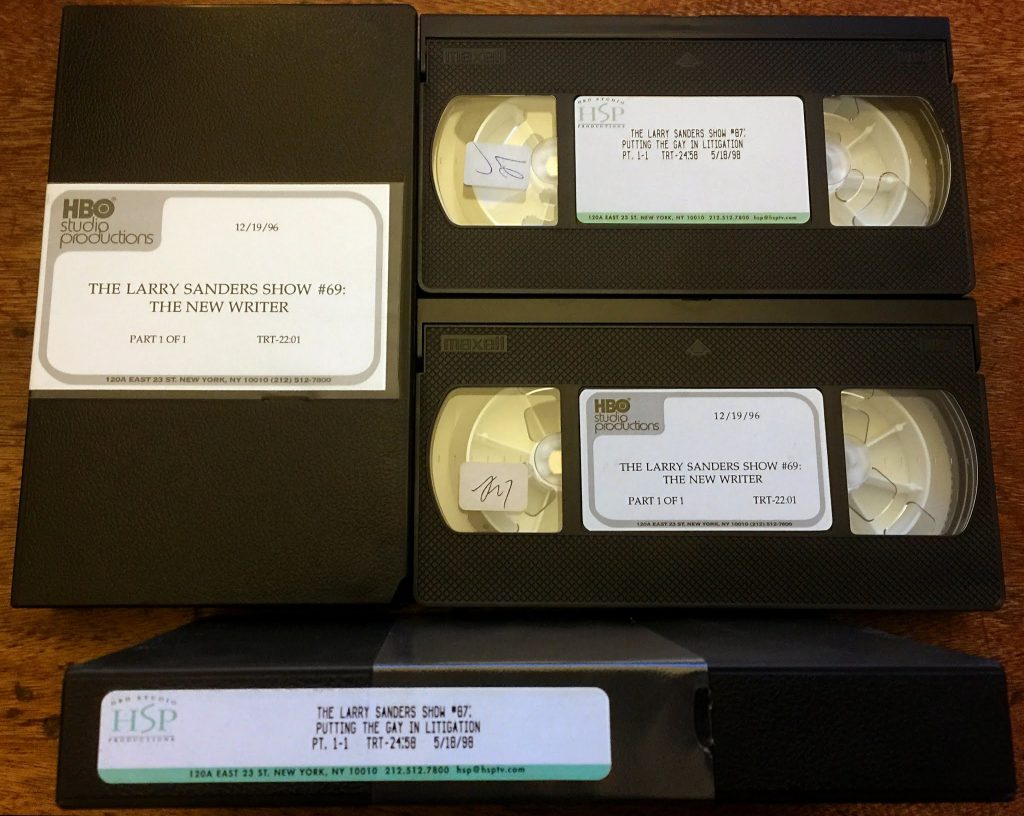 HBO®
studio
productions
12/19/96
THE LARRY SANDERS SHOW #69:
THE NEW WRITER
PART 1 OF 1 TRT-22:01
120A EAST 23 ST. NEW YORK, NY 10010 (212) 512-7800
maxell
HBO STUDIO
HSP
PRODUCTIONS
THE LARRY SANDERS SHOW #87:
PUTTING THE GAY IN LITIGATION
PT. 1-1 TRT-24:58 5/18/98
120A EAST 23 ST. NEW YORK, NY 10010 212.512.7800 hsp@hsptv.com
maxell
HBO®
studio
productions
12/19/96
THE LARRY SANDERS SHOW #69:
THE NEW WRITER
PART 1 OF 1 TRT-22:01
120A EAST 23 ST. NEW YORK, NY 10010 (212) 512-7800
HBO STUDIO
HSP
PRODUCTIONS
THE LARRY SANDERS SHOW #87:
PUTTING THE GAY IN LITIGATION
PT. 1-1 TRT-24:58 5/18/98
120A EAST 23 ST. NEW YORK, NY 10010 212.512.7800 hsp@hsptv.com